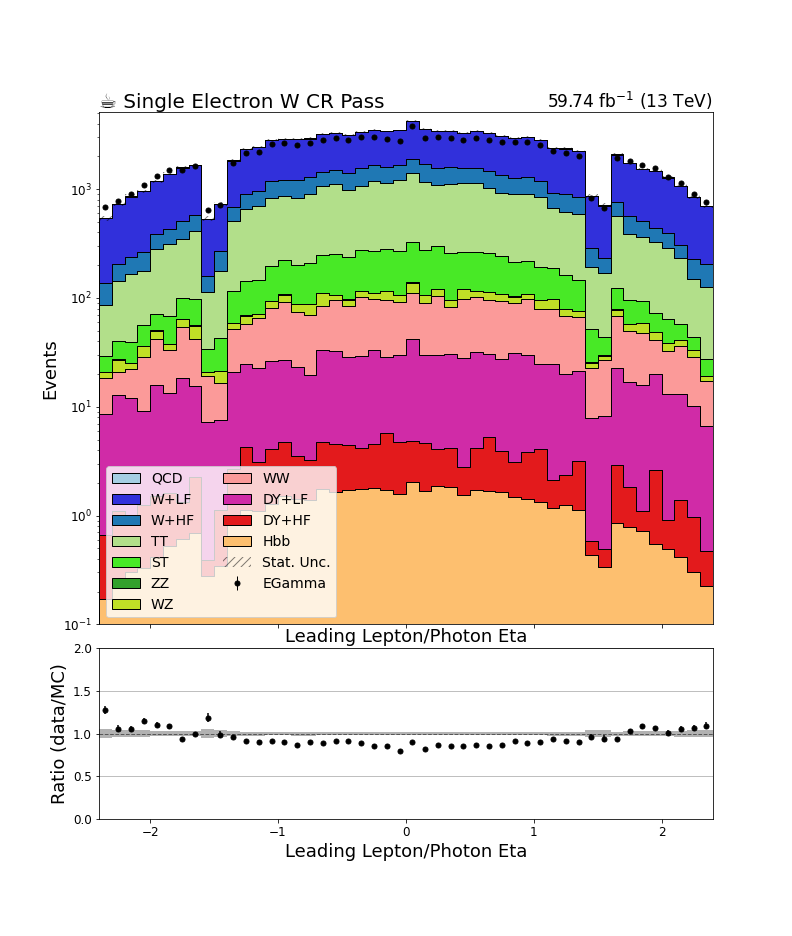 ☕ Single Electron W CR Pass 59.74 fb⁻¹ (13 TeV)
Events
10³
10²
10¹
10⁰
10⁻¹
QCD WW
W+LF DY+LF
W+HF DY+HF
TT Hbb
ST Stat. Unc.
ZZ EGamma
WZ
Leading Lepton/Photon Eta
Ratio (data/MC)
2.0
1.5
1.0
0.5
0.0
−2 −1 0 1 2
Leading Lepton/Photon Eta